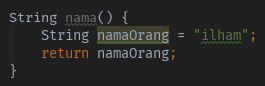 String nama() {
    String namaOrang = "ilham";
    return namaOrang;
}